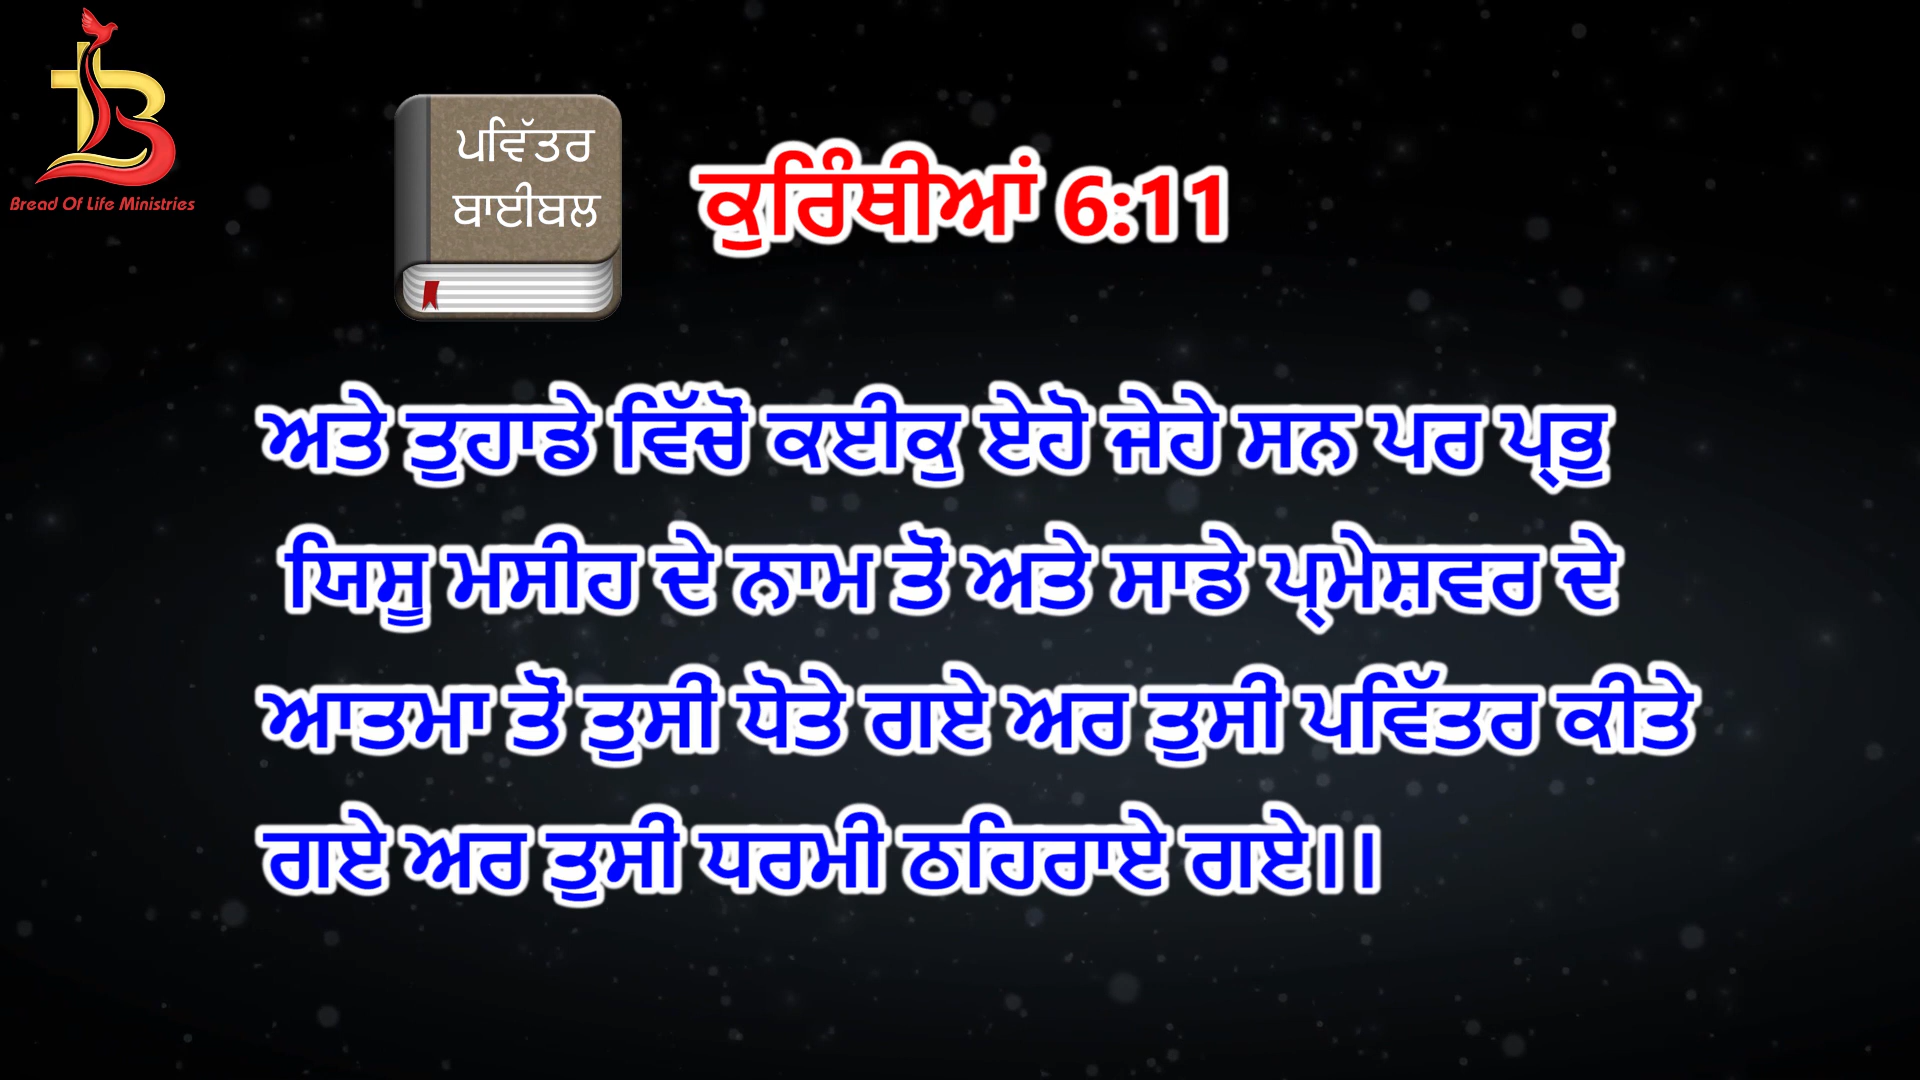 Bread Of Life Ministries
ਪਵਿੱਤਰ
ਬਾਈਬਲ
ਕੁਰਿੰਥੀਆਂ 6:11
ਅਤੇ ਤੁਹਾਡੇ ਵਿੱਚੋਂ ਕਈਕੁ ਏਹੋ ਜੇਹੇ ਸਨ ਪਰ ਪ੍ਰਭੁ
ਯਿਸੂ ਮਸੀਹ ਦੇ ਨਾਮ ਤੋਂ ਅਤੇ ਸਾਡੇ ਪ੍ਰਮੇਸ਼ਵਰ ਦੇ
ਆਤਮਾ ਤੋਂ ਤੁਸੀਂ ਧੋਤੇ ਗਏ ਅਰ ਤੁਸੀਂ ਪਵਿੱਤਰ ਕੀਤੇ
ਗਏ ਅਰ ਤੁਸੀਂ ਧਰਮੀ ਠਹਿਰਾਏ ਗਏ।।